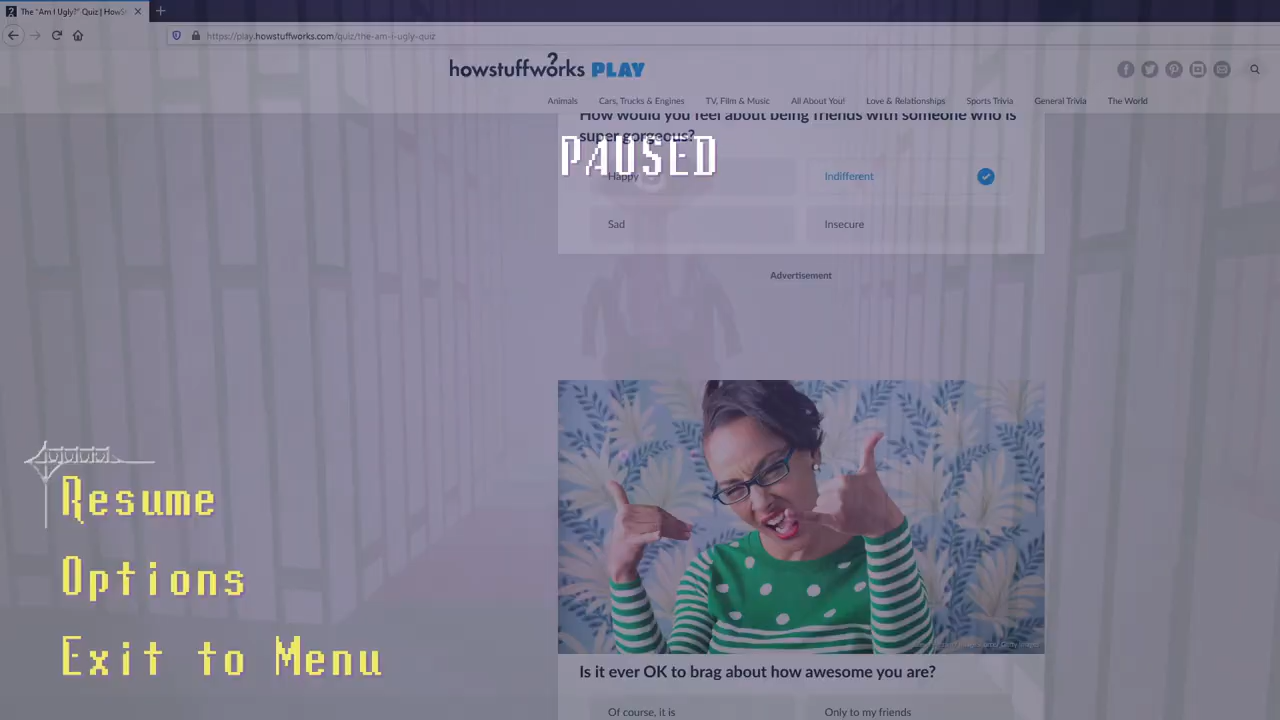 The "Am I Ugly?" Quiz | HowSt
https://play.howstuffworks.com/quiz/the-am-i-ugly-quiz
howstuffworks PLAY
Animals Cars, Trucks & Engines TV, Film & Music All About You! Love & Relationships Sports Trivia General Trivia The World
How would you feel about being friends with someone who is
super gorgeous?
PAUSED
Happy Indifferent
Sad Insecure
Advertisement
Resume
Options
Exit to Menu
Is it ever OK to brag about how awesome you are?
Of course, it is Only to my friends